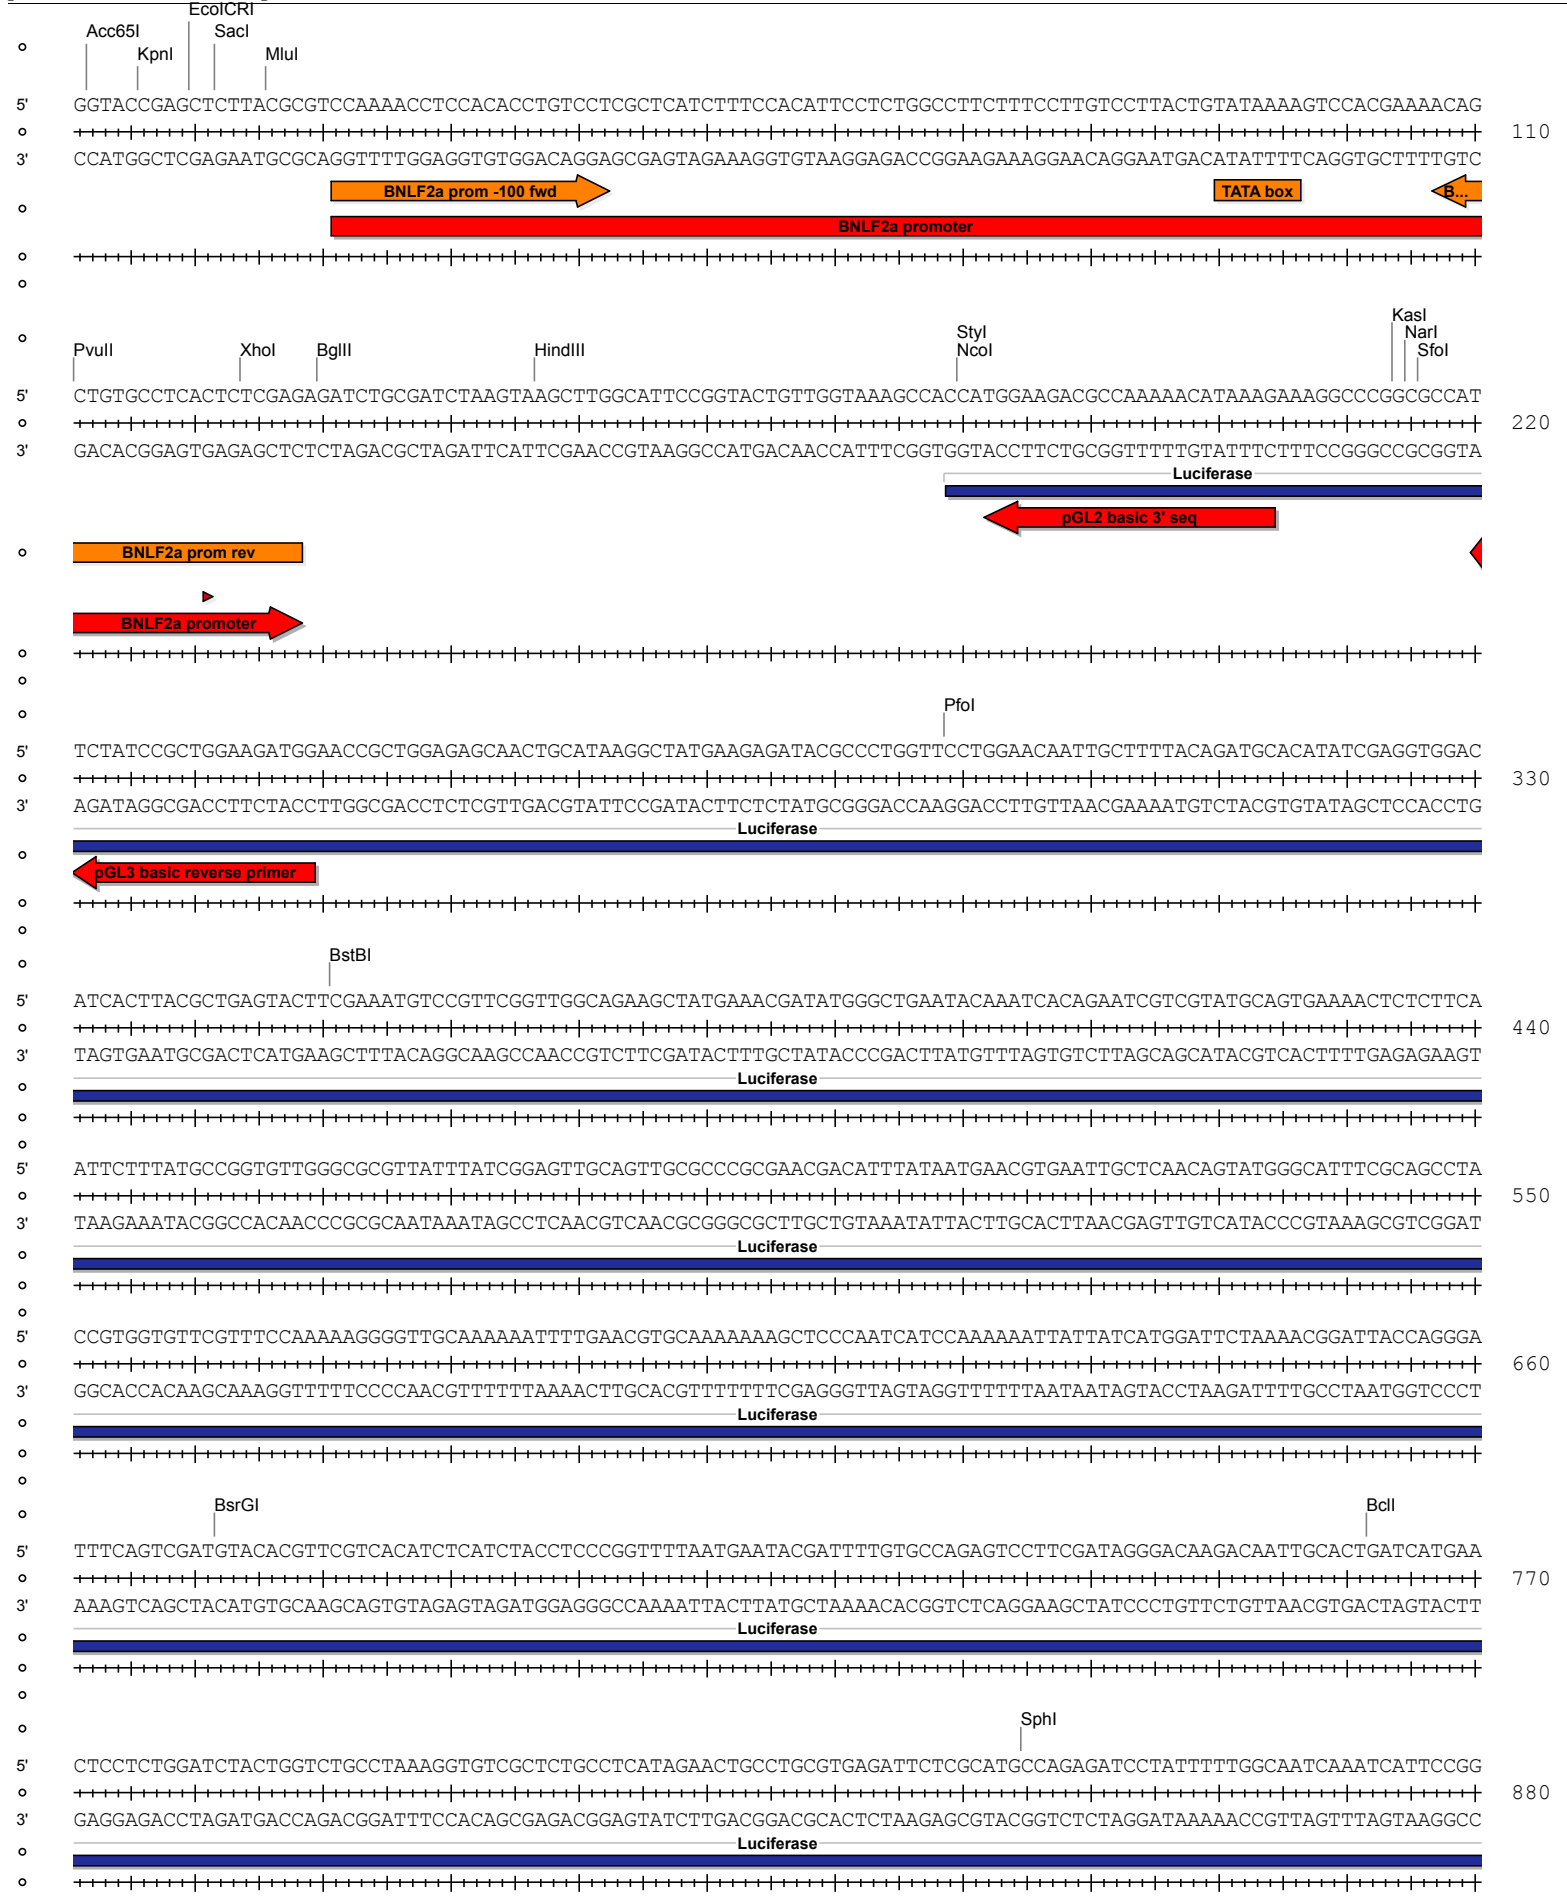 EcoICRI
Acc65I SacI
KpnI MluI
5' GGTACCGAGCTCTTACGCGTCCAAAACCTCCACACCTGTCCTCGCTCATCTTTCCACATTCCTCTGGCCTTCTTTCCTTGTCCTTACTGTATAAAAGTCCACGAAAACAG
110
3' CCATGGCTCGAGAATGCGCAGGTTTTGGAGGTGTGGACAGGAGCGAGTAGAAAGGTGTAAGGAGACCGGAAGAAAGGAACAGGAATGACATATTTTCAGGTGCTTTTGTC
BNLF2a prom -100 fwd TATA box B...
BNLF2a promoter
KasI
StyI NarI
PvuII XhoI BglII HindIII NcoI SfoI
5' CTGTGCCTCACTCTCGAGAGATCTGCGATCTAAGTAAGCTTGGCATTCCGGTACTGTTGGTAAAGCCACCATGGAAGACGCCAAAAACATAAAGAAAGGCCCGGCGCCAT
220
3' GACACGGAGTGAGAGCTCTCTAGACGCTAGATTCATTCGAACCGTAAGGCCATGACAACCATTTCGGTGGTACCTTCTGCGGTTTTTGTATTTCTTTCCGGGCCGCGGTA
Luciferase
pGL2 basic 3' seq
BNLF2a prom rev
BNLF2a promoter
PfoI
5' TCTATCCGCTGGAAGATGGAACCGCTGGAGAGCAACTGCATAAGGCTATGAAGAGATACGCCCTGGTTCCTGGAACAATTGCTTTTACAGATGCACATATCGAGGTGGAC
330
3' AGATAGGCGACCTTCTACCTTGGCGACCTCTCGTTGACGTATTCCGATACTTCTCTATGCGGGACCAAGGACCTTGTTAACGAAAATGTCTACGTGTATAGCTCCACCTG
Luciferase
pGL3 basic reverse primer
BstBI
5' ATCACTTACGCTGAGTACTTCGAAATGTCCGTTCGGTTGGCAGAAGCTATGAAACGATATGGGCTGAATACAAATCACAGAATCGTCGTATGCAGTGAAAACTCTCTTCA
440
3' TAGTGAATGCGACTCATGAAGCTTTACAGGCAAGCCAACCGTCTTCGATACTTTGCTATACCCGACTTATGTTTAGTGTCTTAGCAGCATACGTCACTTTTGAGAGAAGT
Luciferase
5' ATTCTTTATGCCGGTGTTGGGCGCGTTATTTATCGGAGTTGCAGTTGCGCCCGCGAACGACATTTATAATGAACGTGAATTGCTCAACAGTATGGGCATTTCGCAGCCTA
550
3' TAAGAAATACGGCCACAACCCGCGCAATAAATAGCCTCAACGTCAACGCGGGCGCTTGCTGTAAATATTACTTGCACTTAACGAGTTGTCATACCCGTAAAGCGTCGGAT
Luciferase
5' CCGTGGTGTTCGTTTCCAAAAAGGGGTTGCAAAAAATTTTGAACGTGCAAAAAAAGCTCCCAATCATCCAAAAAATTATTATCATGGATTCTAAAACGGATTACCAGGGA
660
3' GGCACCACAAGCAAAGGTTTTTCCCCAACGTTTTTTAAAACTTGCACGTTTTTTTCGAGGGTTAGTAGGTTTTTTAATAATAGTACCTAAGATTTTGCCTAATGGTCCCT
Luciferase
BsrGI BclI
5' TTTCAGTCGATGTACACGTTCGTCACATCTCATCTACCTCCCGGTTTTAATGAATACGATTTTGTGCCAGAGTCCTTCGATAGGGACAAGACAATTGCACTGATCATGAA
770
3' AAAGTCAGCTACATGTGCAAGCAGTGTAGAGTAGATGGAGGGCCAAAATTACTTATGCTAAAACACGGTCTCAGGAAGCTATCCCTGTTCTGTTAACGTGACTAGTACTT
Luciferase
SphI
5' CTCCTCTGGATCTACTGGTCTGCCTAAAGGTGTCGCTCTGCCTCATAGAACTGCCTGCGTGAGATTCTCGCATGCCAGAGATCCTATTTTTGGCAATCAAATCATTCCGG
880
3' GAGGAGACCTAGATGACCAGACGGATTTCCACAGCGAGACGGAGTATCTTGACGGACGCACTCTAAGAGCGTACGGTCTCTAGGATAAAAACCGTTAGTTTAGTAAGGCC
Luciferase